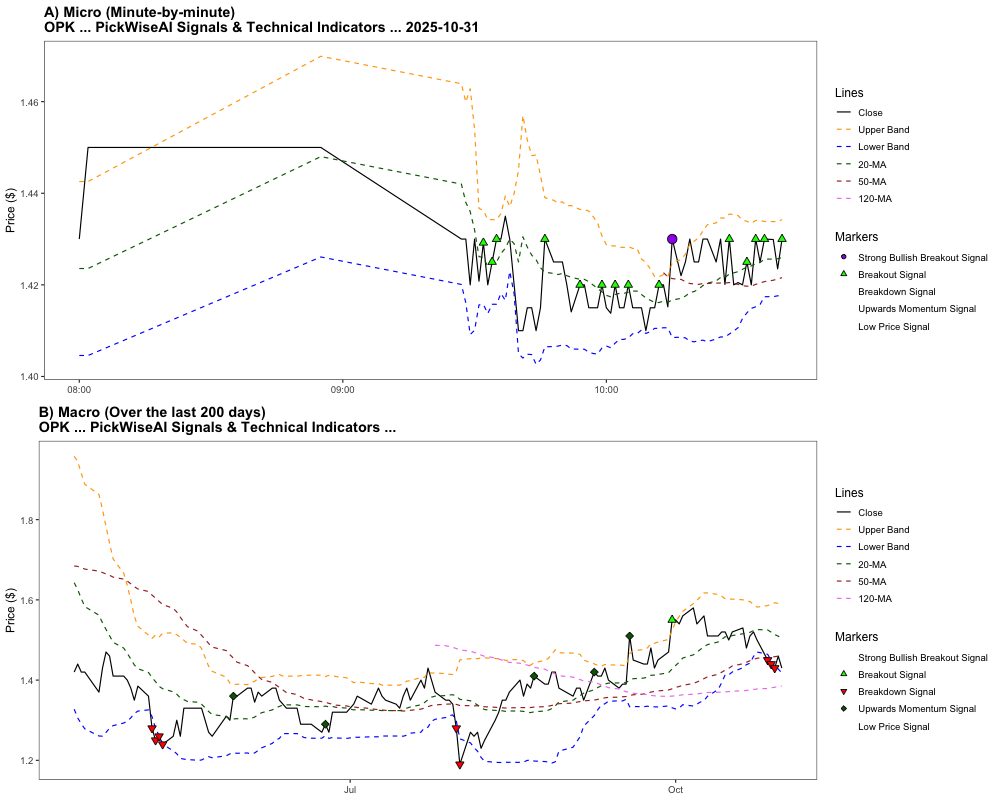 A) Micro (Minute-by-minute)
OPK ... PickWiseAI Signals & Technical Indicators ... 2025-10-31
Price ($)
1.46
1.44
1.42
1.40
08:00
09:00
10:00
Lines
Close
Upper Band
Lower Band
20-MA
50-MA
120-MA
Markers
Strong Bullish Breakout Signal
Breakout Signal
Breakdown Signal
Upwards Momentum Signal
Low Price Signal
B) Macro (Over the last 200 days)
OPK ... PickWiseAI Signals & Technical Indicators ...
Price ($)
1.8
1.6
1.4
1.2
Jul
Oct
Lines
Close
Upper Band
Lower Band
20-MA
50-MA
120-MA
Markers
Strong Bullish Breakout Signal
Breakout Signal
Breakdown Signal
Upwards Momentum Signal
Low Price Signal